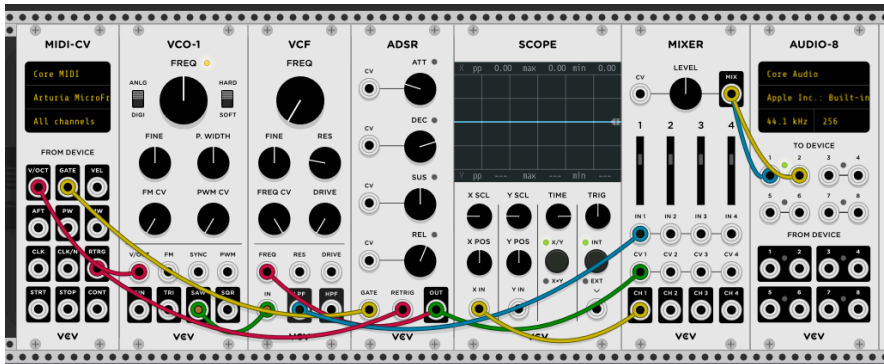 MIDI-CV
Core MIDI
Arturia MicroFr
All channels
FROM DEVICE
V/OCT GATE VEL
AFT PW MW
CLK CLK/N RTRG
STRT STOP CONT
VCV
VCO-1
FREQ
ANLG HARD
DIGI SOFT
FINE P. WIDTH
FM CV PWM CV
V/OCT FM SYNC PWM
SIN TRI SAW SQR
VCV
VCF
FREQ
FINE RES
FREQ CV DRIVE
FREQ RES DRIVE
IN LPF HPF
VCV
ADSR
ATT
CV
DEC
CV
SUS
CV
REL
CV
GATE RETRIG OUT
VCV
SCOPE
X pp 0.00 max 0.00 min 0.00
Y pp --- max --- min ---
X SCL Y SCL TIME TRIG
X POS Y POS X/Y INT
X×Y EXT
X IN Y IN
VCV
MIXER
LEVEL
CV MIX
1 2 3 4
IN 1 IN 2 IN 3 IN 4
CV 1 CV 2 CV 3 CV 4
CH 1 CH 2 CH 3 CH 4
VCV
AUDIO-8
Core Audio
Apple Inc.: Built-in
44.1 kHz 256
TO DEVICE
1 2 3 4
5 6 7 8
FROM DEVICE
1 2 3 4
5 6 7 8
VCV